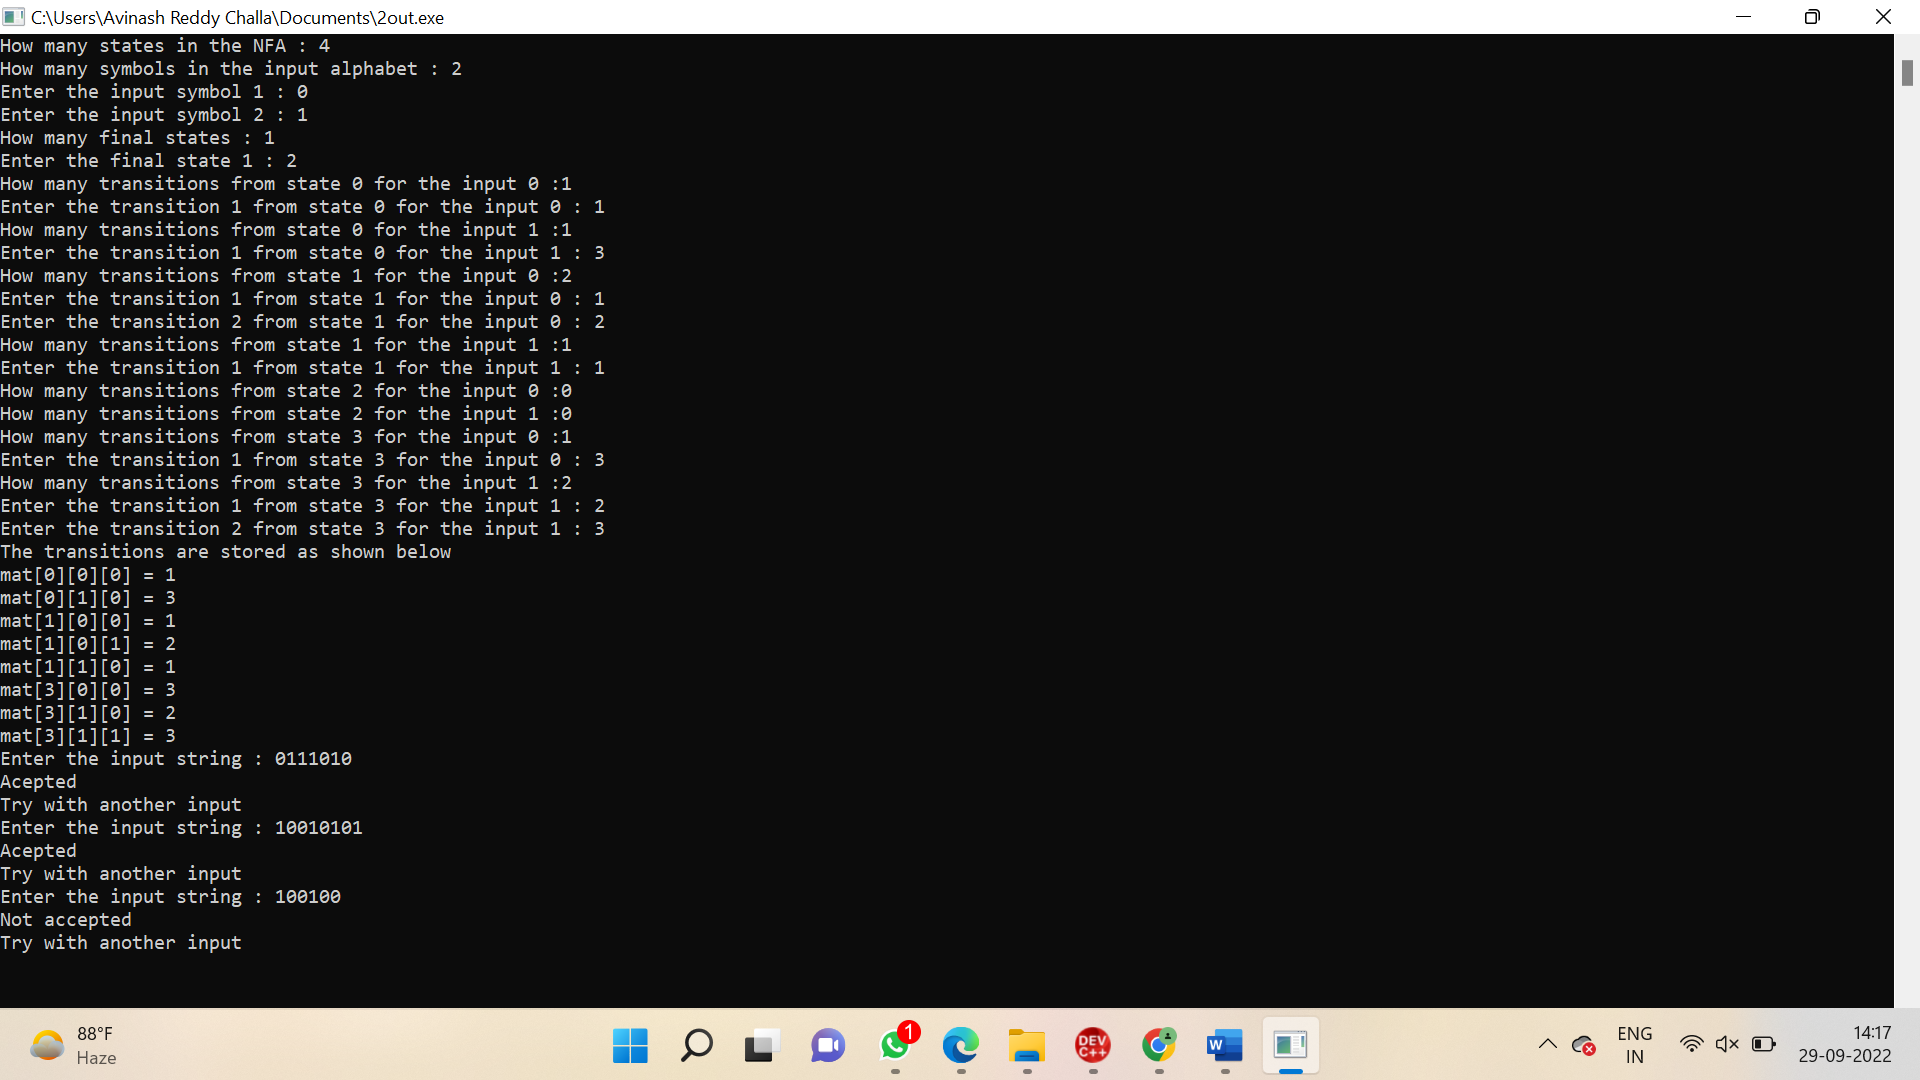 C:\Users\Avinash Reddy Challa\Documents\2out.exe
How many states in the NFA : 4
How many symbols in the input alphabet : 2
Enter the input symbol 1 : 0
Enter the input symbol 2 : 1
How many final states : 1
Enter the final state 1 : 2
How many transitions from state 0 for the input 0 :1
Enter the transition 1 from state 0 for the input 0 : 1
How many transitions from state 0 for the input 1 :1
Enter the transition 1 from state 0 for the input 1 : 3
How many transitions from state 1 for the input 0 :2
Enter the transition 1 from state 1 for the input 0 : 1
Enter the transition 2 from state 1 for the input 0 : 2
How many transitions from state 1 for the input 1 :1
Enter the transition 1 from state 1 for the input 1 : 1
How many transitions from state 2 for the input 0 :0
How many transitions from state 2 for the input 1 :0
How many transitions from state 3 for the input 0 :1
Enter the transition 1 from state 3 for the input 0 : 3
How many transitions from state 3 for the input 1 :2
Enter the transition 1 from state 3 for the input 1 : 2
Enter the transition 2 from state 3 for the input 1 : 3
The transitions are stored as shown below
mat[0][0][0] = 1
mat[0][1][0] = 3
mat[1][0][0] = 1
mat[1][0][1] = 2
mat[1][1][0] = 1
mat[3][0][0] = 3
mat[3][1][0] = 2
mat[3][1][1] = 3
Enter the input string : 0111010
Acepted
Try with another input
Enter the input string : 10010101
Acepted
Try with another input
Enter the input string : 100100
Not accepted
Try with another input
88°F
Haze
1
DEV
C++
W
ENG
IN
14:17
29-09-2022